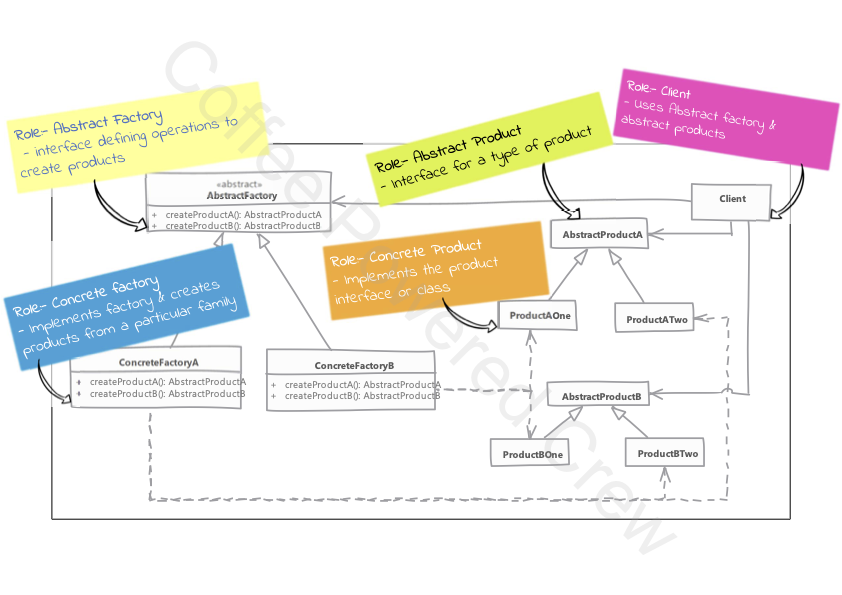 Role- Abstract Factory
- interface defining operations to
create products
Role- Abstract Product
- Interface for a type of product
Role- Client
- Uses Abstract factory &
abstract products
«abstract»
AbstractFactory
+ createProductA(): AbstractProductA
+ createProductB(): AbstractProductB
Client
AbstractProductA
Role- Concrete Product
- Implements the product
interface or class
Role- Concrete factory
- Implements factory & creates
products from a particular family
ProductAOne
ProductATwo
ConcreteFactoryA
+ createProductA(): AbstractProductA
+ createProductB(): AbstractProductB
ConcreteFactoryB
+ createProductA(): AbstractProductA
+ createProductB(): AbstractProductB
AbstractProductB
ProductBOne
ProductBTwo
Coffee Powered Crew